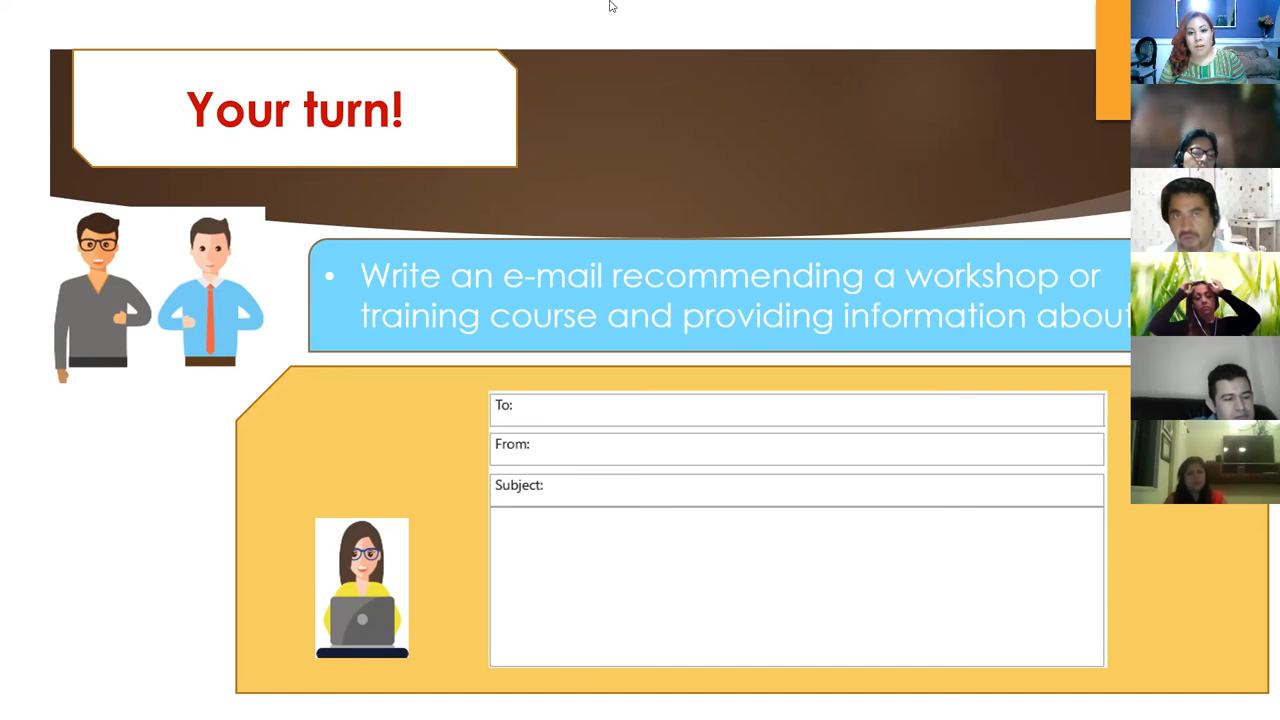 Your turn!
• Write an e-mail recommending a workshop or
training course and providing information about
To:
From:
Subject: